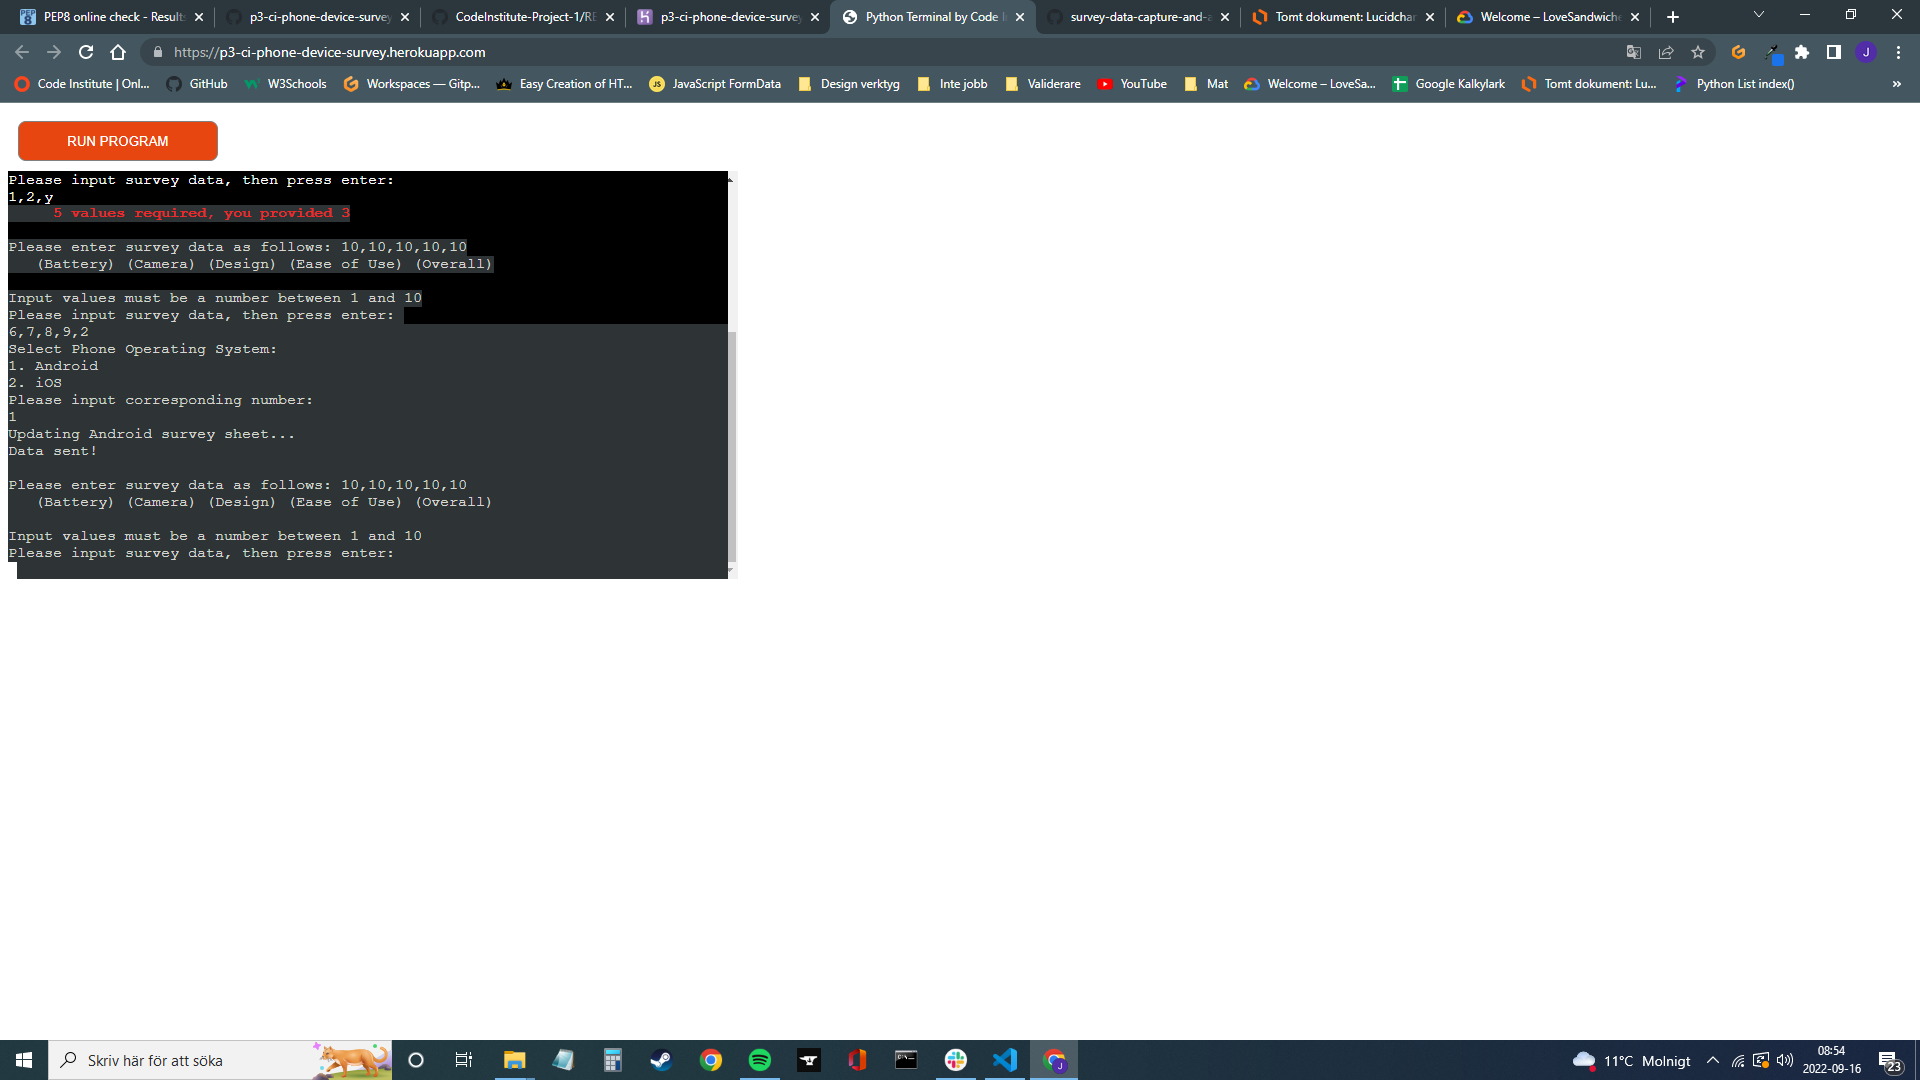 PEP8 online check - Results
p3-ci-phone-device-survey
CodeInstitute-Project-1/RE
p3-ci-phone-device-survey
Python Terminal by Code I
survey-data-capture-and-a
Tomt dokument: Lucidchar
Welcome – LoveSandwiche
https://p3-ci-phone-device-survey.herokuapp.com
J
Code Institute | Onl...
GitHub
W3Schools
Workspaces — Gitp...
Easy Creation of HT...
JavaScript FormData
Design verktyg
Inte jobb
Validerare
YouTube
Mat
Welcome – LoveSa...
Google Kalkylark
Tomt dokument: Lu...
Python List index()
»
RUN PROGRAM
Please input survey data, then press enter:
1,2,y
5 values required, you provided 3
Please enter survey data as follows: 10,10,10,10,10
(Battery) (Camera) (Design) (Ease of Use) (Overall)
Input values must be a number between 1 and 10
Please input survey data, then press enter:
6,7,8,9,2
Select Phone Operating System:
1. Android
2. iOS
Please input corresponding number:
1
Updating Android survey sheet...
Data sent!
Please enter survey data as follows: 10,10,10,10,10
(Battery) (Camera) (Design) (Ease of Use) (Overall)
Input values must be a number between 1 and 10
Please input survey data, then press enter:
Skriv här för att söka
11°C Molnigt
08:54
2022-09-16
23